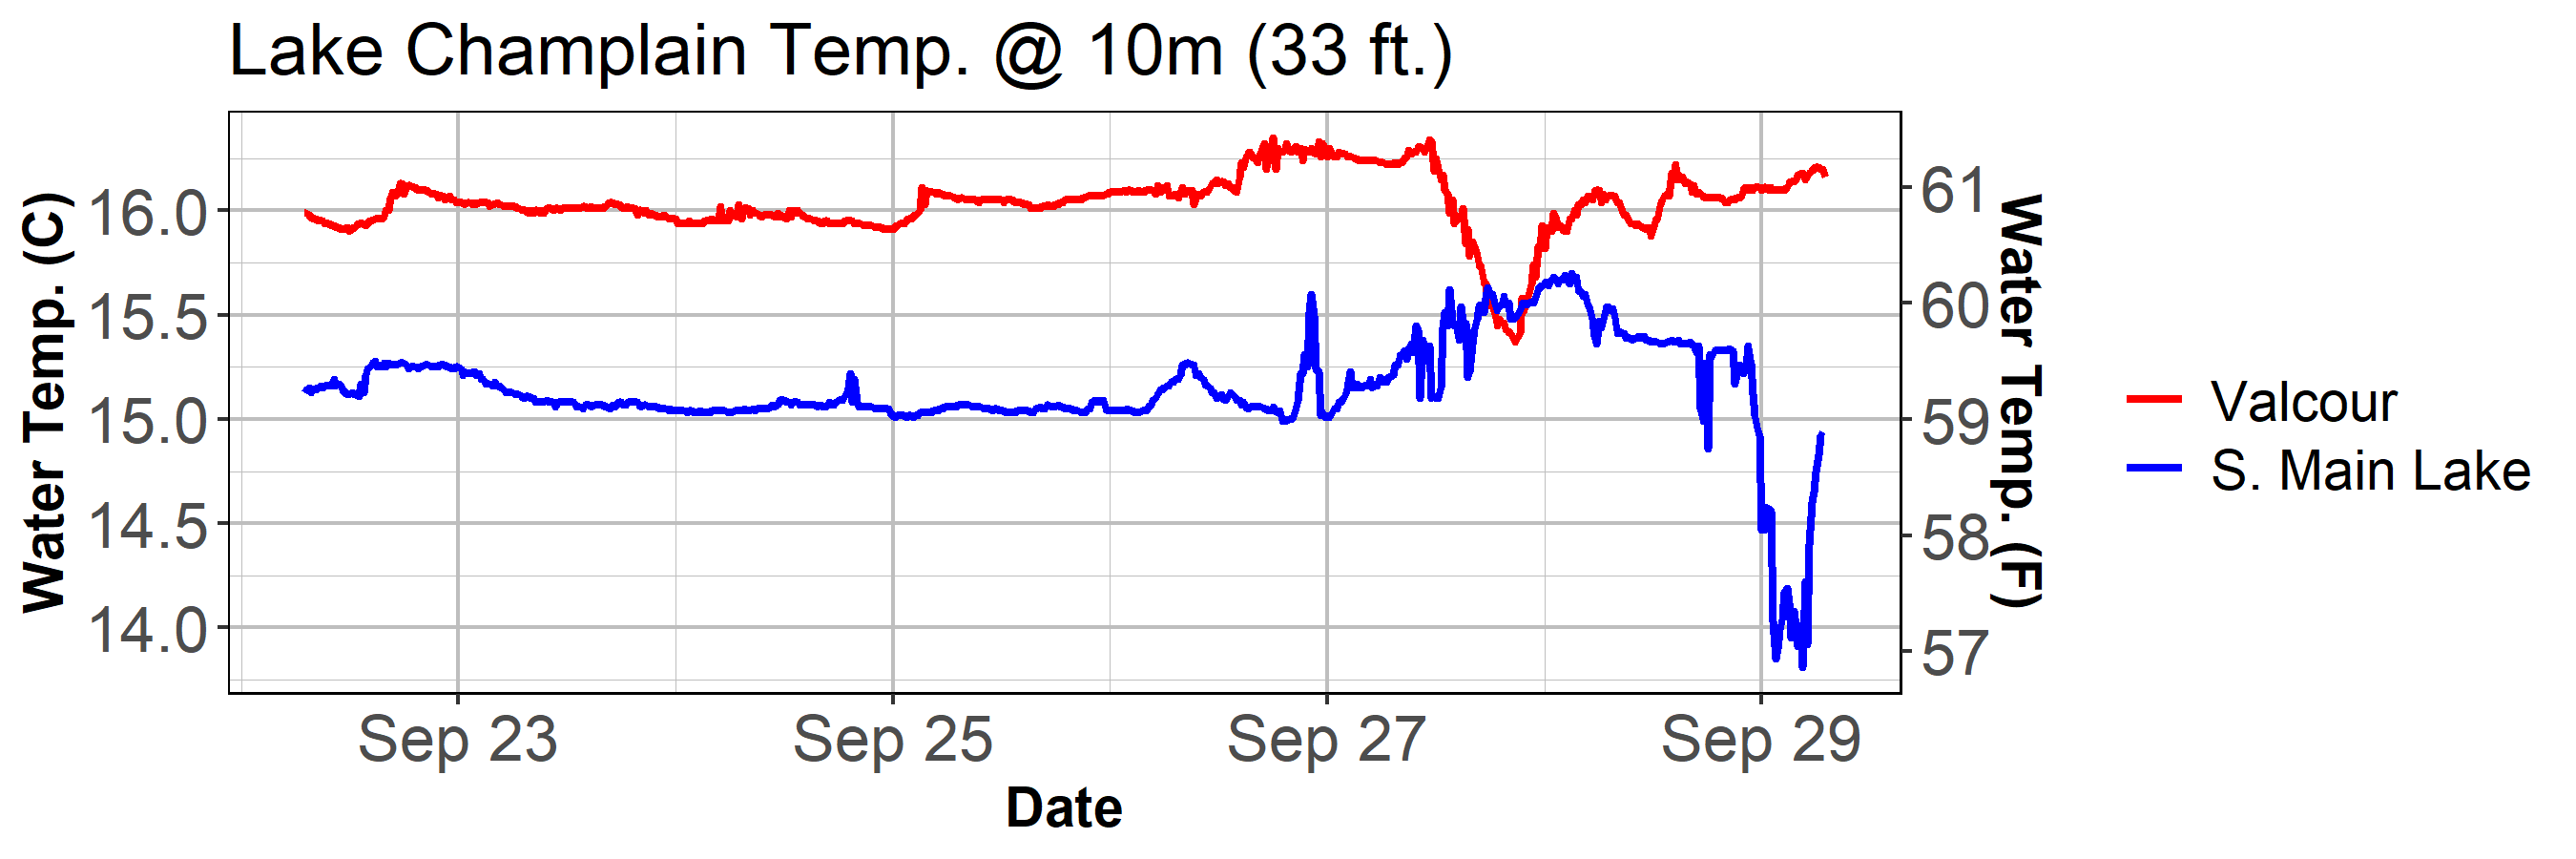 Lake Champlain Temp. @ 10m (33 ft.)
Water Temp. (C)
16.0
15.5
15.0
14.5
14.0
61
60
59
58
57
Water Temp. (F)
Sep 23
Sep 25
Sep 27
Sep 29
Date
Valcour
S. Main Lake